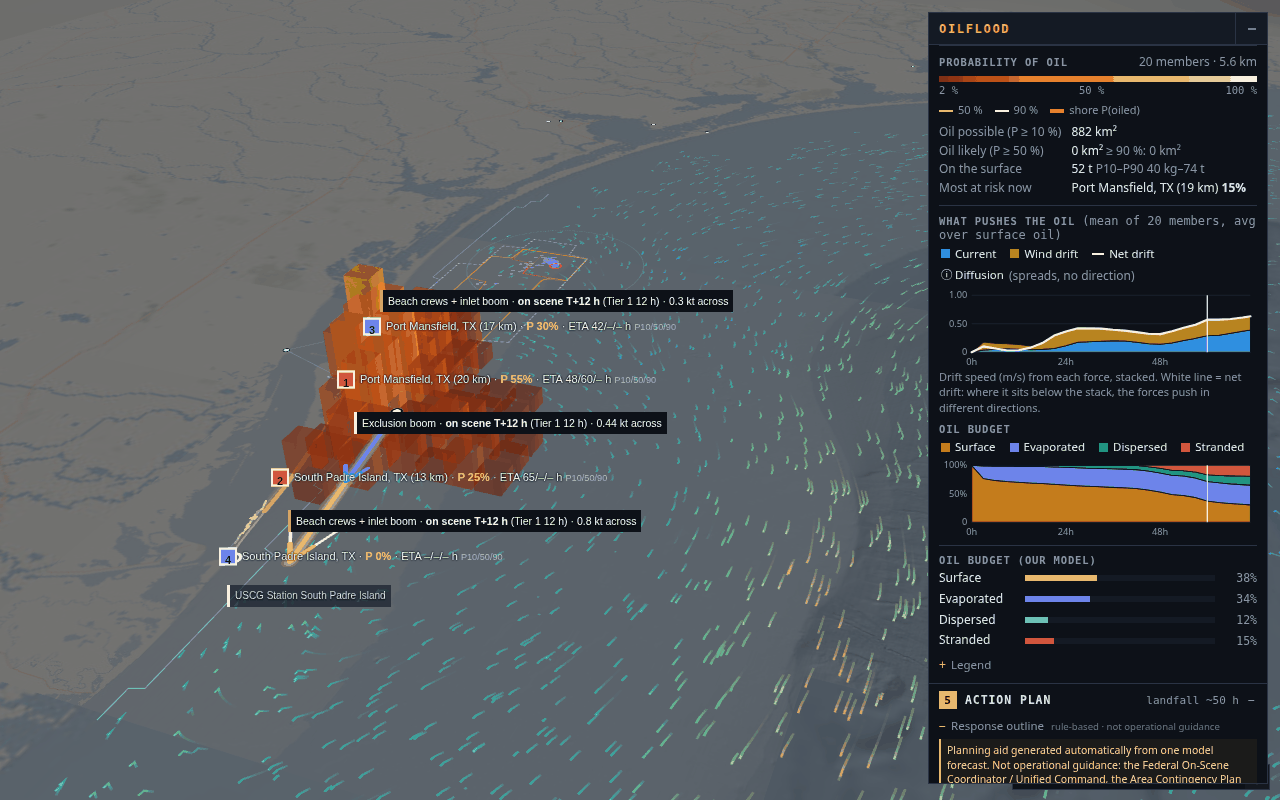 OILFLOOD
–
PROBABILITY OF OIL 20 members · 5.6 km
2 % 50 % 100 %
50 % 90 % shore P(oiled)
Oil possible (P ≥ 10 %) 882 km²
Oil likely (P ≥ 50 %) 0 km² ≥ 90 %: 0 km²
On the surface 52 t P10–P90 40 kg–74 t
Most at risk now Port Mansfield, TX (19 km) 15%
WHAT PUSHES THE OIL (mean of 20 members, avg
over surface oil)
Current Wind drift Net drift
ⓘ Diffusion (spreads, no direction)
1.00
0.50
0
0h 24h 48h
Drift speed (m/s) from each force, stacked. White line = net
drift: where it sits below the stack, the forces push in
different directions.
OIL BUDGET
Surface Evaporated Dispersed Stranded
100%
50%
0
0h 24h 48h
OIL BUDGET (OUR MODEL)
Surface 38%
Evaporated 34%
Dispersed 12%
Stranded 15%
+ Legend
5 ACTION PLAN landfall ~50 h –
– Response outline rule-based · not operational guidance
Planning aid generated automatically from one model
forecast. Not operational guidance: the Federal On-Scene
Coordinator / Unified Command, the Area Contingency Plan
Beach crews + inlet boom · on scene T+12 h (Tier 1 12 h) · 0.3 kt across
3 Port Mansfield, TX (17 km) · P 30% · ETA 42/–/– h P10/50/90
1 Port Mansfield, TX (20 km) · P 55% · ETA 48/60/– h P10/50/90
Exclusion boom · on scene T+12 h (Tier 1 12 h) · 0.44 kt across
2 South Padre Island, TX (13 km) · P 25% · ETA 65/–/– h P10/50/90
Beach crews + inlet boom · on scene T+12 h (Tier 1 12 h) · 0.8 kt across
4 South Padre Island, TX · P 0% · ETA –/–/– h P10/50/90
USCG Station South Padre Island